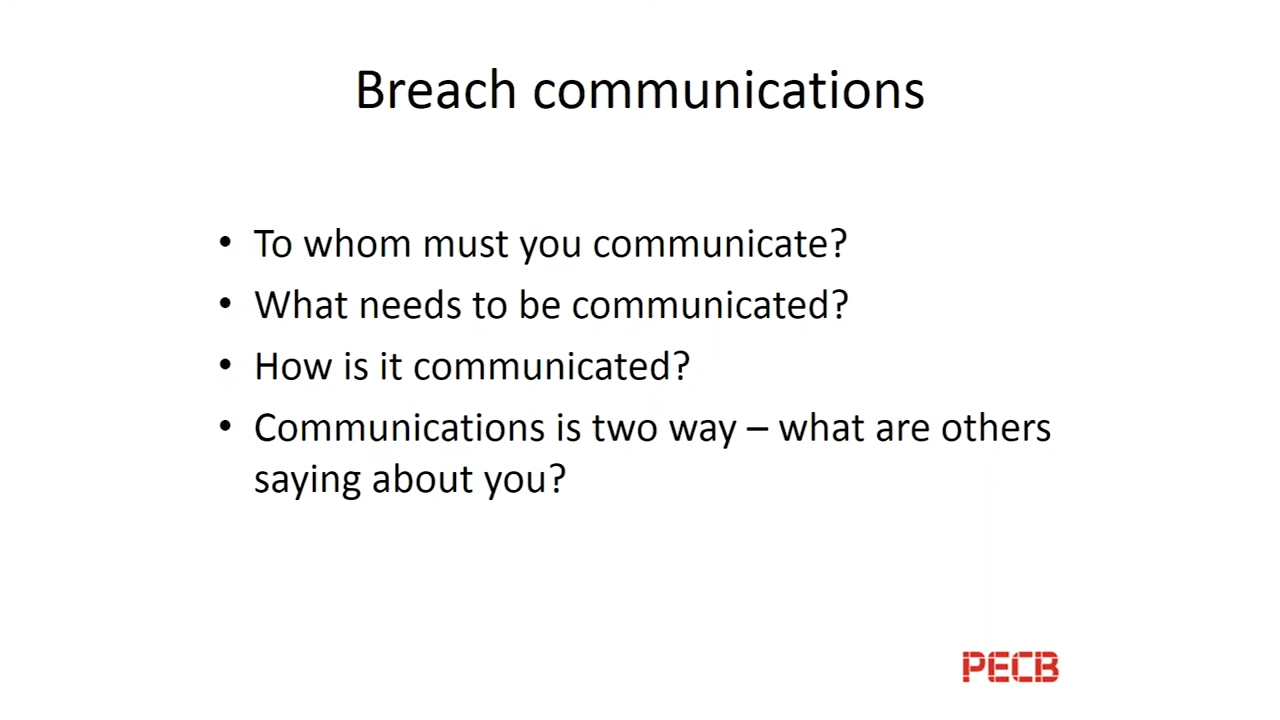 Breach communications
• To whom must you communicate?
• What needs to be communicated?
• How is it communicated?
• Communications is two way – what are others
saying about you?
PECB